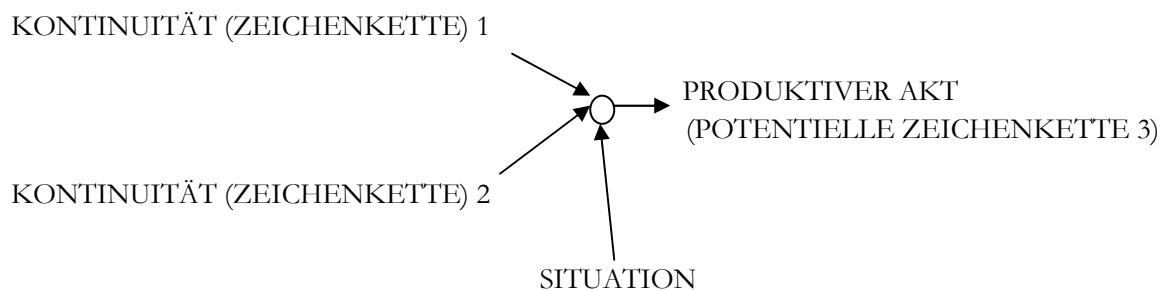 KONTINUITÄT (ZEICHENKETTE) 1
PRODUKTIVER AKT
(POTENTIELLE ZEICHENKETTE 3)
KONTINUITÄT (ZEICHENKETTE) 2
SITUATION